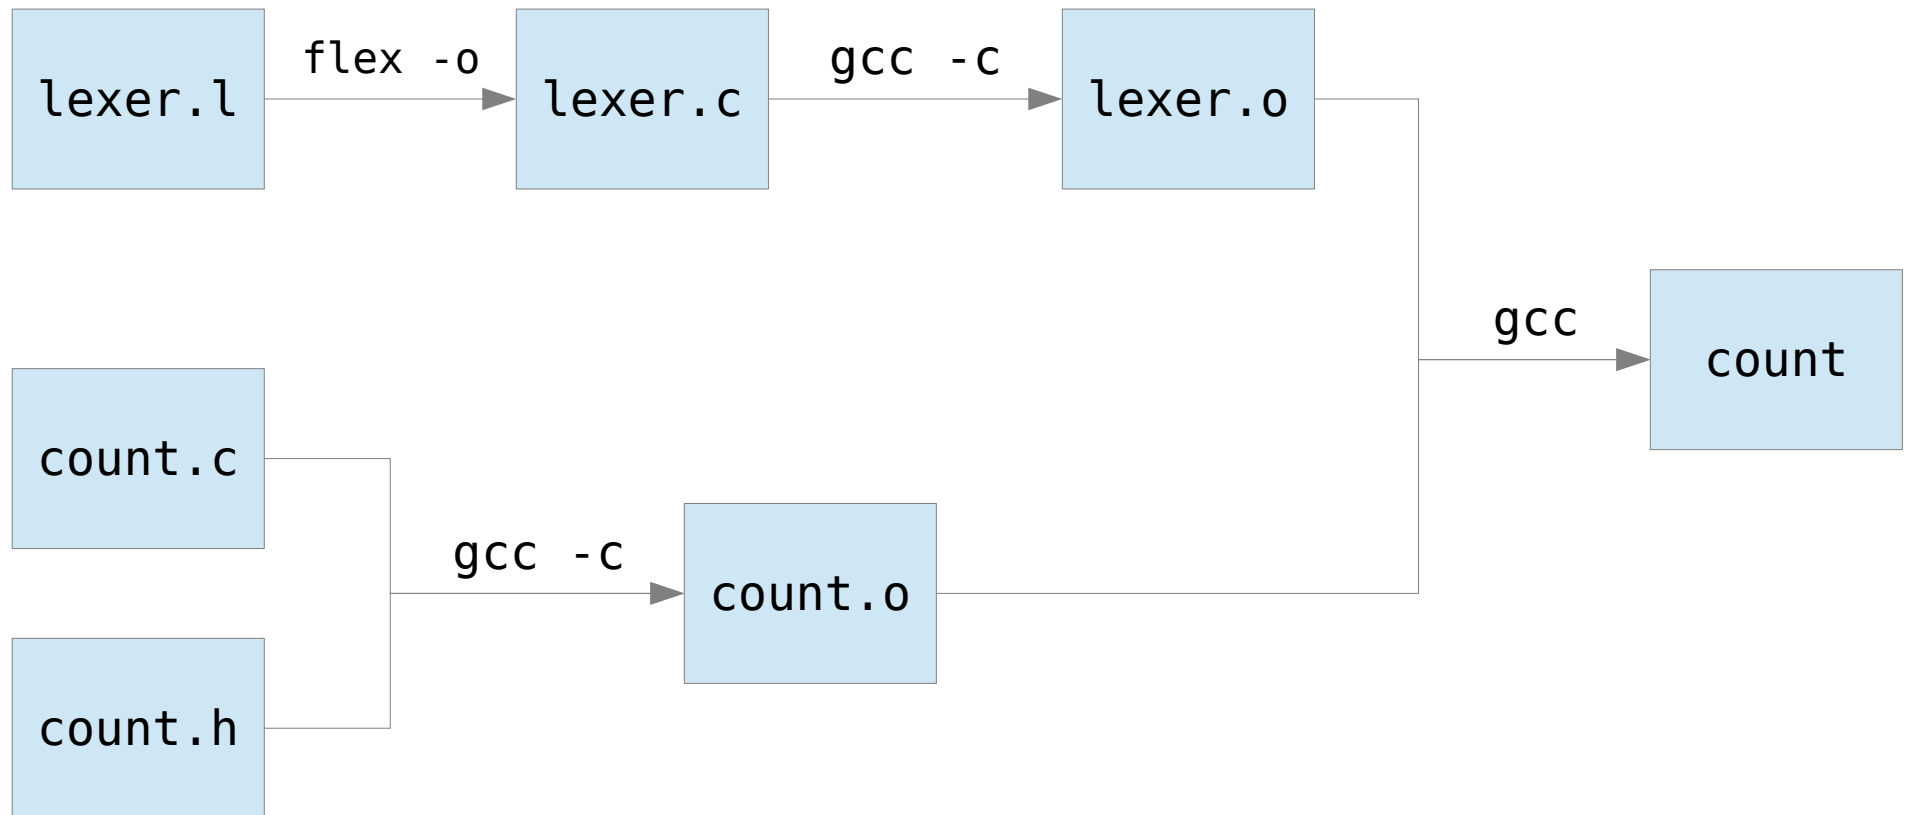 lexer.l
flex -o
lexer.c
gcc -c
lexer.o
gcc
count
count.c
gcc -c
count.o
count.h